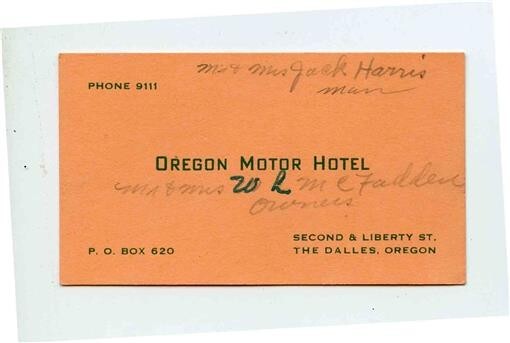 Mr & Mrs Jack Harris
PHONE 9111
Man
OREGON MOTOR HOTEL
Mr & Mrs W L McFadden
owners
P. O. BOX 620
SECOND & LIBERTY ST.
THE DALLES, OREGON